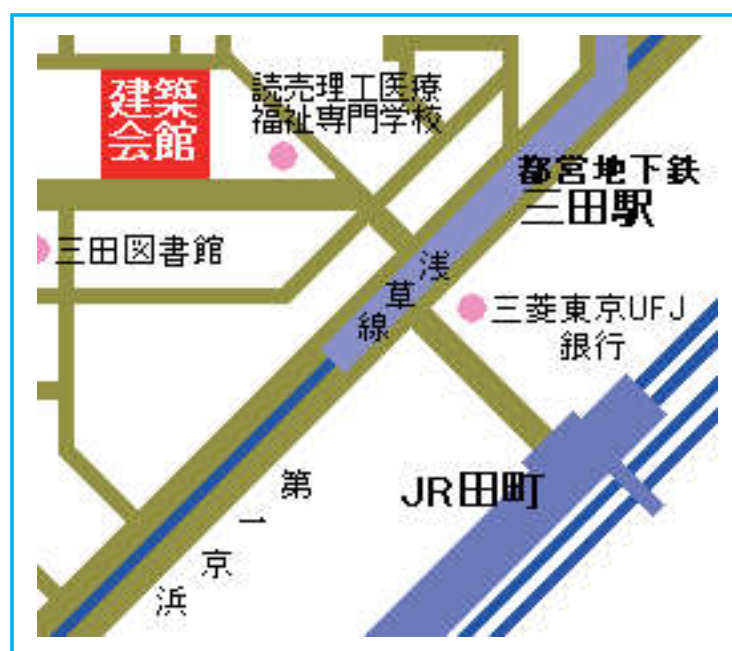 建築
会館
読売理工医療
福祉専門学校
都営地下鉄
三田駅
三田図書館
浅草線
三菱東京UFJ
銀行
JR田町
第一京浜